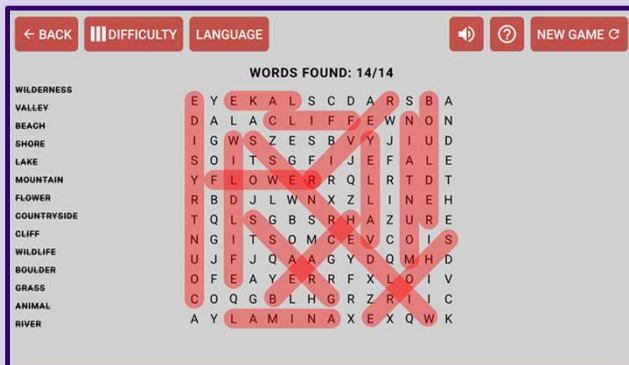 ← BACK DIFFICULTY LANGUAGE NEW GAME
WORDS FOUND: 14/14
WILDERNESS
VALLEY
BEACH
SHORE
LAKE
MOUNTAIN
FLOWER
COUNTRYSIDE
CLIFF
WILDLIFE
BOULDER
GRASS
ANIMAL
RIVER
E Y E K A L S C D A R S B A
D A L A C L I F F E W N O N
I G W S Z E S B V Y J I U D
S O I T S G F I J E F A L E
Y F L O W E R R Q L R T D T
R B D J L W N X Z L I N E H
T Q L S G B S R H A Z U R E
N G I T S O M C E V C O I S
U J F J Q A A G Y D Q M H D
O F E A Y E R R F X L O I V
C O Q G B L H G R Z R I I C
A Y L A M I N A X E X Q W K